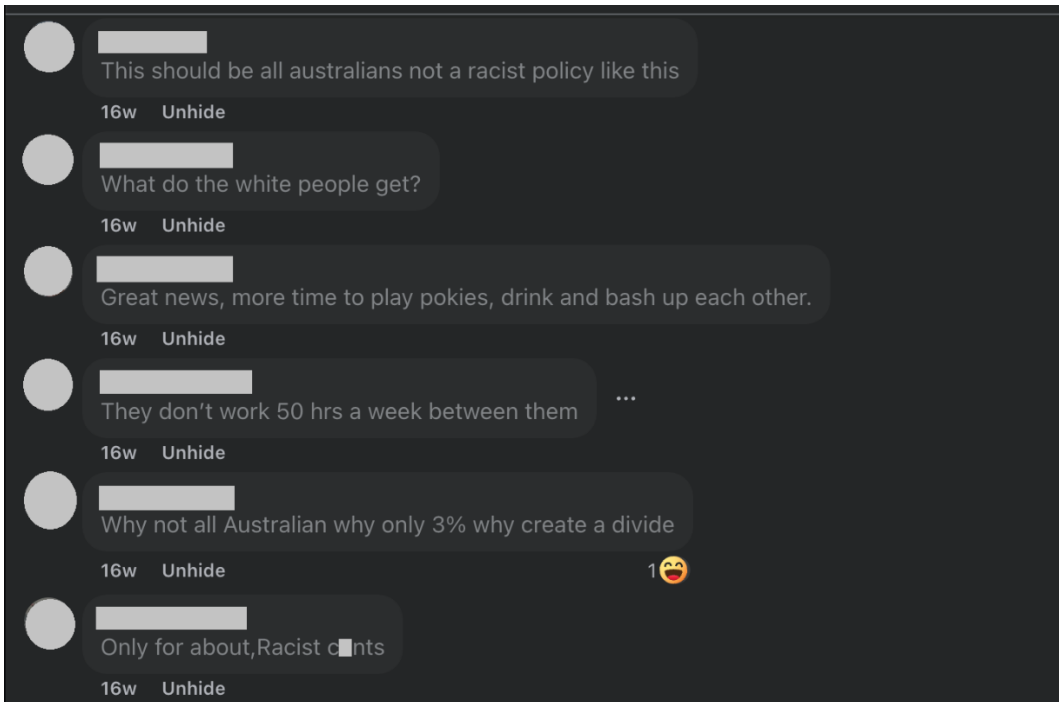 This should be all australians not a racist policy like this
16w Unhide
What do the white people get?
16w Unhide
Great news, more time to play pokies, drink and bash up each other.
16w Unhide
They don’t work 50 hrs a week between them
16w Unhide
Why not all Australian why only 3% why create a divide
16w Unhide 1
Only for about,Racist c nts
16w Unhide